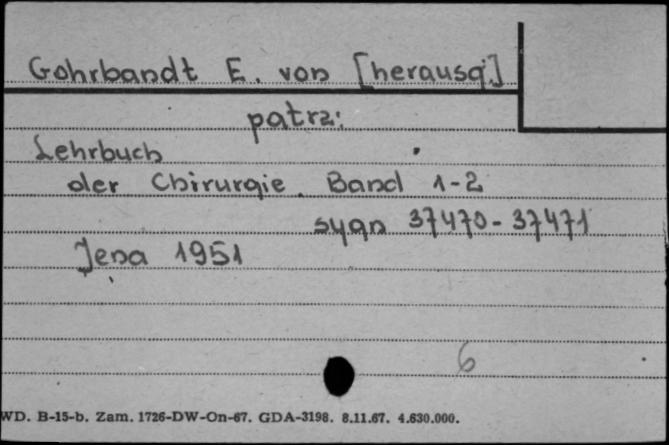 Gohrbandt E. von [herausg.]
patrz:
Lehrbuch
der Chirurgie. Band 1-2
sygn 37470-37471
Jena 1951
6
WD. B-15-b. Zam. 1726-DW-On-67. GDA-3198. 8.11.67. 4.630.000.